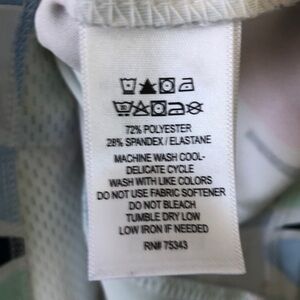 72% POLYESTER
28% SPANDEX / ELASTANE
MACHINE WASH COOL-
DELICATE CYCLE
WASH WITH LIKE COLORS
DO NOT USE FABRIC SOFTENER
DO NOT BLEACH
TUMBLE DRY LOW
LOW IRON IF NEEDED
RN# 75343